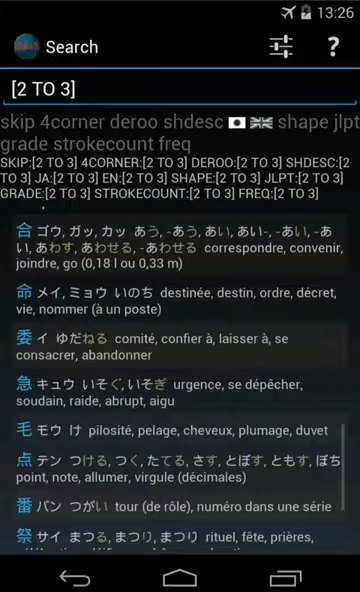 13:26
Search
?
[2 TO 3]
skip 4corner deroo shdesc shape jlpt
grade strokecount freq
SKIP:[2 TO 3] 4CORNER:[2 TO 3] DEROO:[2 TO 3] SHDESC:[2
TO 3] JA:[2 TO 3] EN:[2 TO 3] SHAPE:[2 TO 3] JLPT:[2 TO 3]
GRADE:[2 TO 3] STROKECOUNT:[2 TO 3] FREQ:[2 TO 3]
合 ゴウ, ガッ, カッ あう, -あう, あい, あい-, -あい, -あ
い, あわす, あわせる, -あわせる correspondre, convenir,
joindre, go (0,18 l ou 0,33 m)
命 メイ, ミョウ いのち destinée, destin, ordre, décret,
vie, nommer (à un poste)
委 イ ゆだねる comité, confier à, laisser à, se
consacrer, abandonner
急 キュウ いそぐ, いそぎ urgence, se dépêcher,
soudain, raide, abrupt, aigu
毛 モウ け pilosité, pelage, cheveux, plumage, duvet
点 テン つける, つく, たてる, さす, とぼす, ともす, ぼち
point, note, allumer, virgule (décimales)
番 バン つがい tour (de rôle), numéro dans une série
祭 サイ まつる, まつり, まつり rituel, fête, prières,